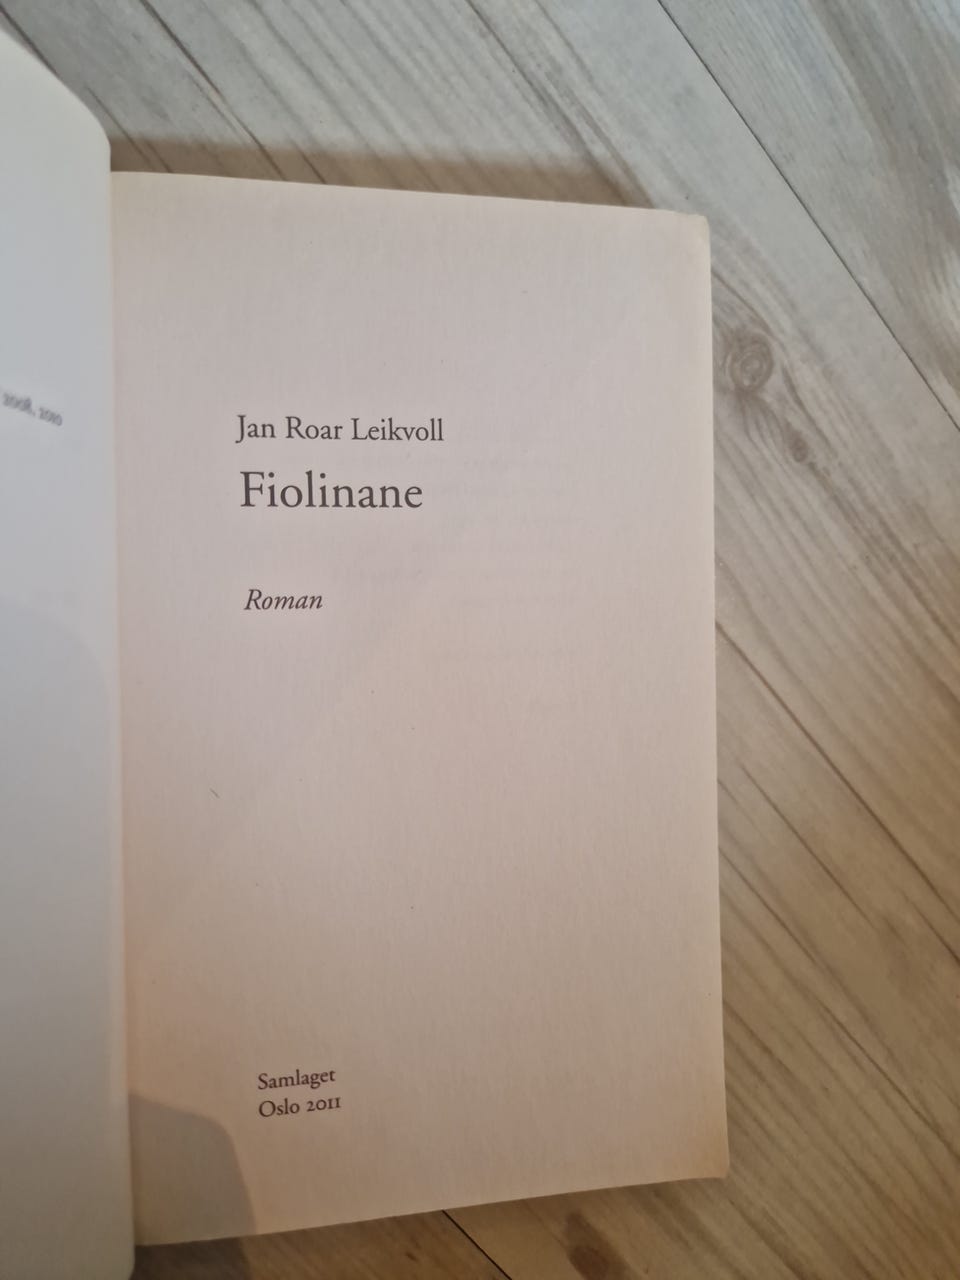 2008, 2010
Jan Roar Leikvoll
Fiolinane
Roman
Samlaget
Oslo 2011